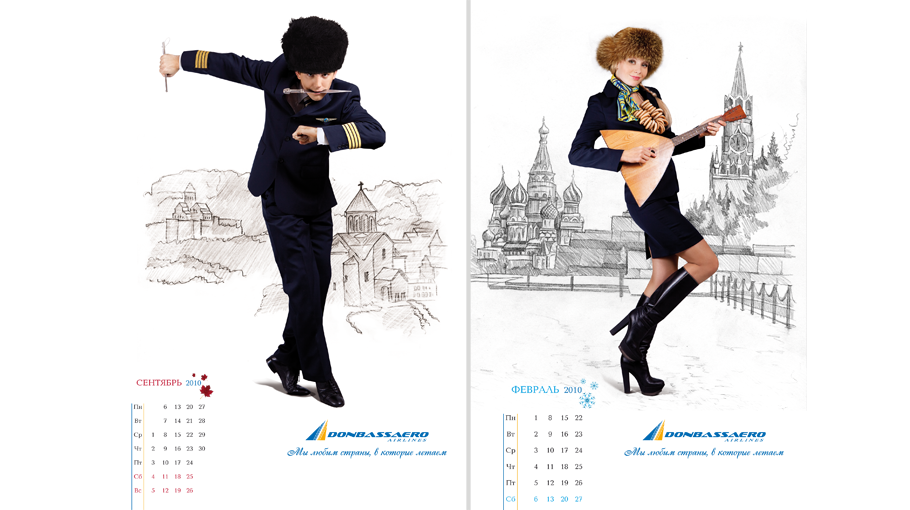 СЕНТЯБРЬ 2010
Пн 6 13 20 27
Вт 7 14 21 28
Ср 1 8 15 22 29
Чт 2 9 16 23 30
Пт 3 10 17 24
Сб 4 11 18 25
Вс 5 12 19 26
DONBASSAERO
AIRLINES
Мы любим страны, в которые летаем
ФЕВРАЛЬ 2010
Пн 1 8 15 22
Вт 2 9 16 23
Ср 3 10 17 24
Чт 4 11 18 25
Пт 5 12 19 26
Сб 6 13 20 27
DONBASSAERO
AIRLINES
Мы любим страны, в которые летаем